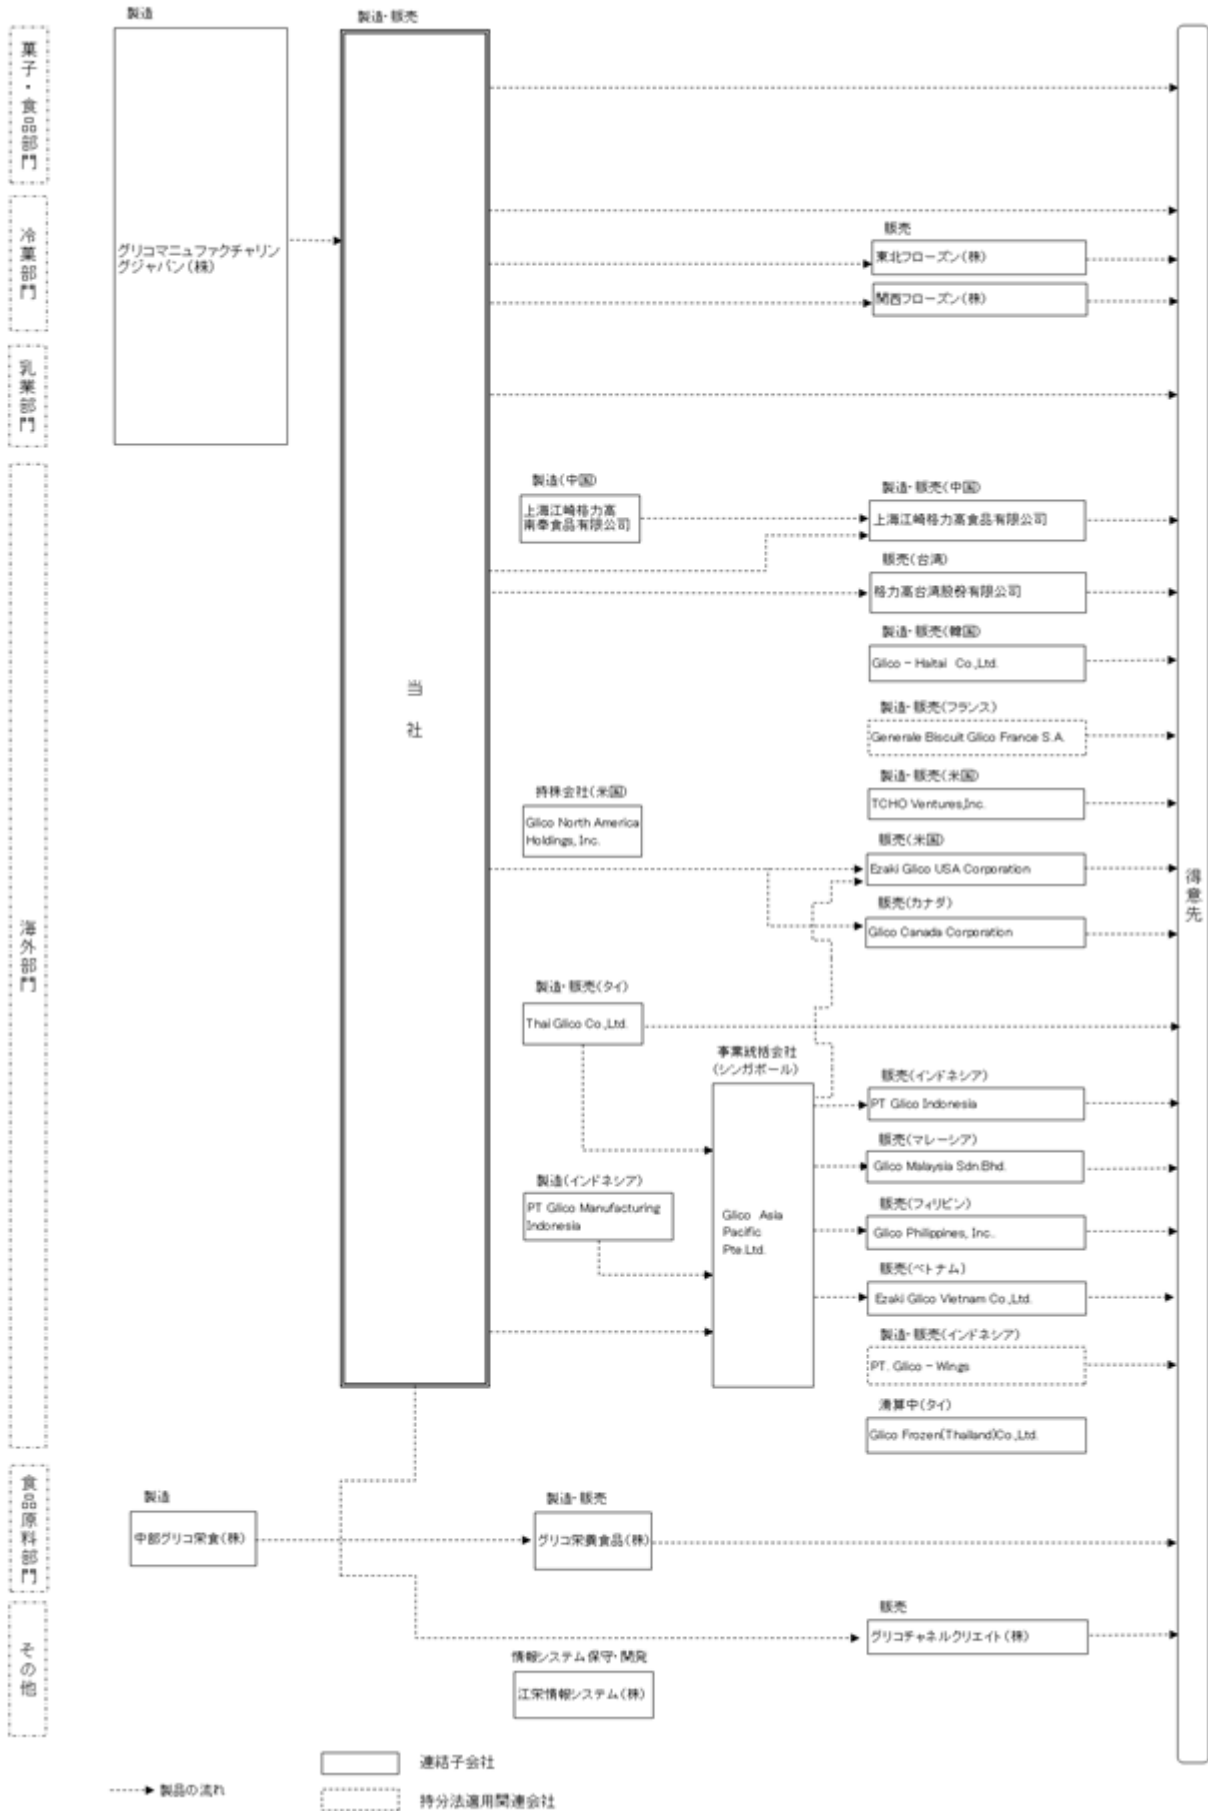 製造
製造・販売
菓子・食品部門
冷菓部門
乳業部門
海外部門
食品原料部門
その他
グリコマニュファクチャリン
グジャパン(株)
当社
得意先
販売
東北フローズン(株)
関西フローズン(株)
製造(中国)
上海江崎格力高
南奉食品有限公司
製造・販売(中国)
上海江崎格力高食品有限公司
販売(台湾)
格力高台湾股份有限公司
製造・販売(韓国)
Glico - Haitai Co.,Ltd.
製造・販売(フランス)
Generale Biscuit Glico France S.A.
製造・販売(米国)
TCHO Ventures,Inc.
持株会社(米国)
Glico North America
Holdings, Inc.
販売(米国)
Ezaki Glico USA Corporation
販売(カナダ)
Glico Canada Corporation
製造・販売(タイ)
Thai Glico Co.,Ltd.
事業統括会社
(シンガポール)
Glico Asia
Pacific
Pte.Ltd.
販売(インドネシア)
PT Glico Indonesia
販売(マレーシア)
Glico Malaysia Sdn.Bhd.
製造(インドネシア)
PT Glico Manufacturing
Indonesia
販売(フィリピン)
Glico Philippines, Inc..
販売(ベトナム)
Ezaki Glico Vietnam Co.,Ltd.
製造・販売(インドネシア)
PT. Glico - Wings
清算中(タイ)
Glico Frozen(Thailand)Co.,Ltd.
製造
中部グリコ栄食(株)
製造・販売
グリコ栄養食品(株)
販売
グリコチャネルクリエイト(株)
情報システム保守・開発
江栄情報システム(株)
製品の流れ
連結子会社
持分法適用関連会社